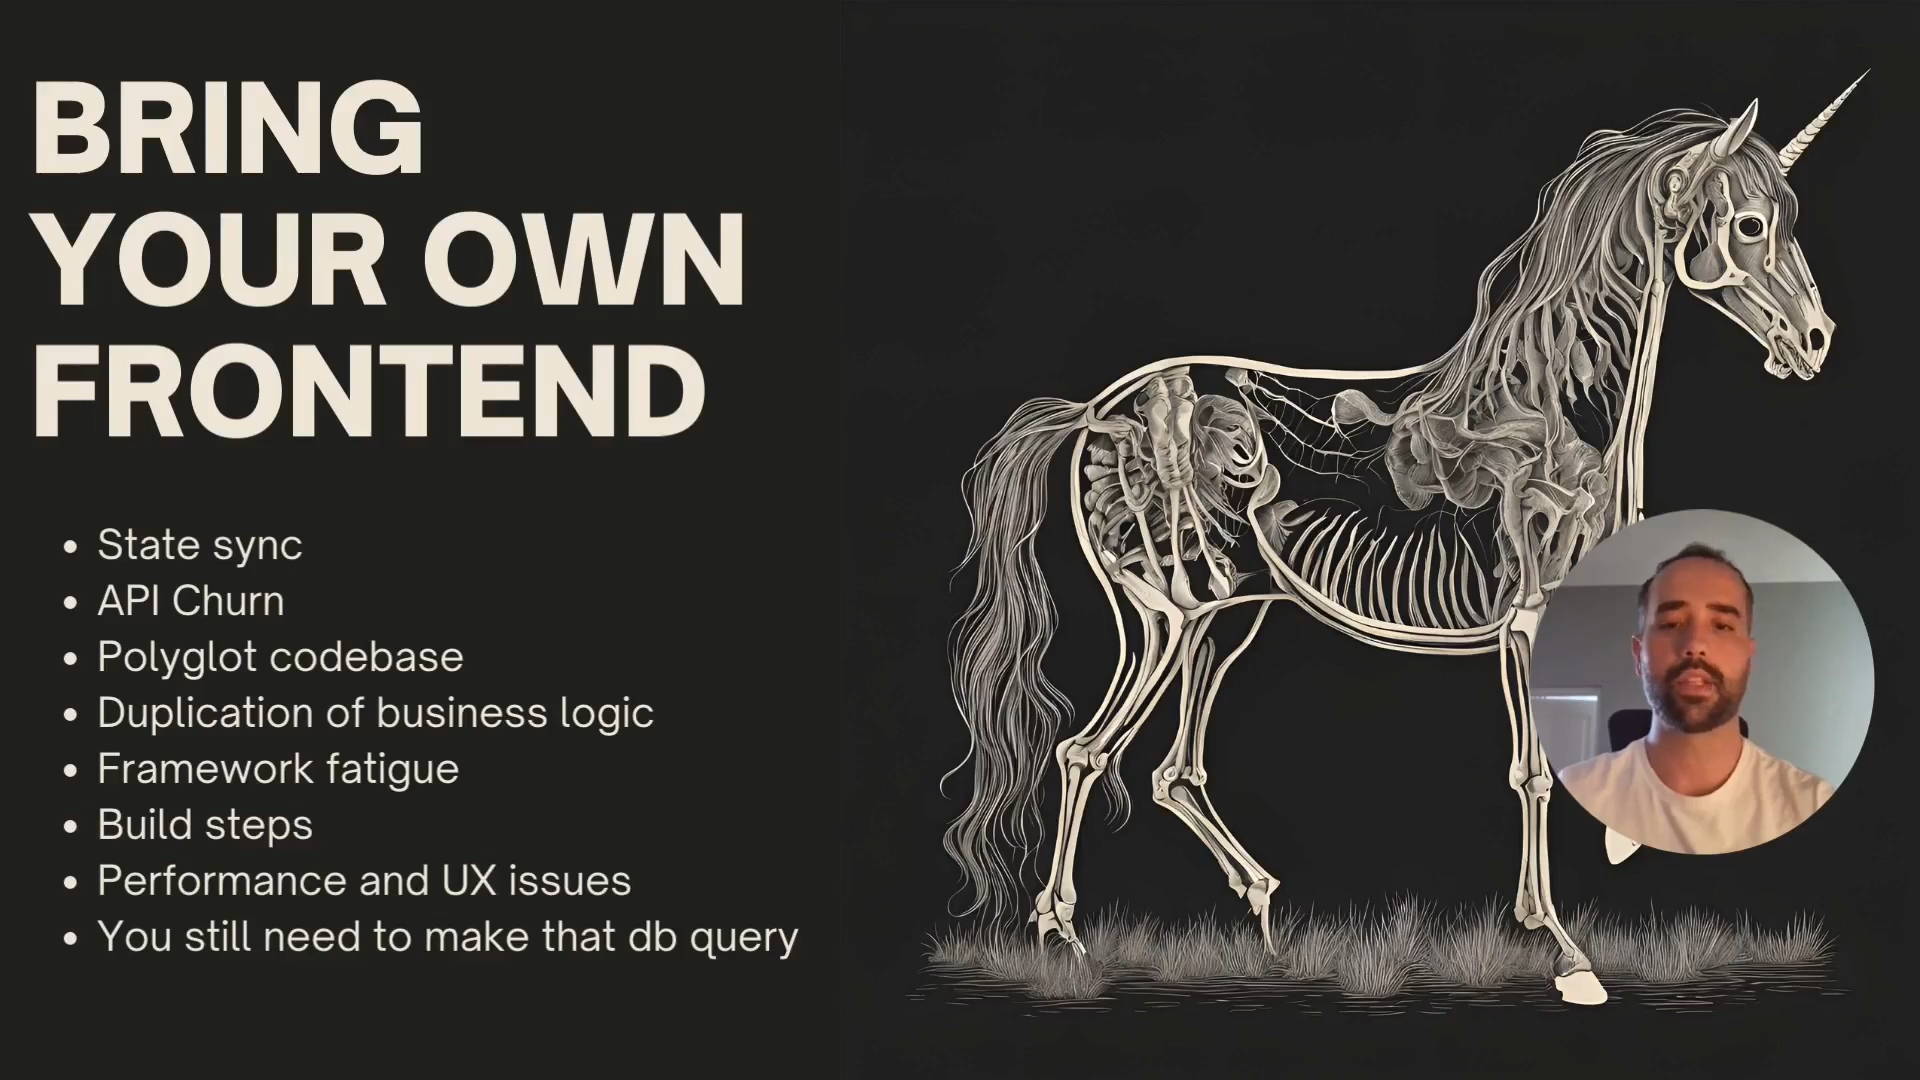 BRING
YOUR OWN
FRONTEND
• State sync
• API Churn
• Polyglot codebase
• Duplication of business logic
• Framework fatigue
• Build steps
• Performance and UX issues
• You still need to make that db query